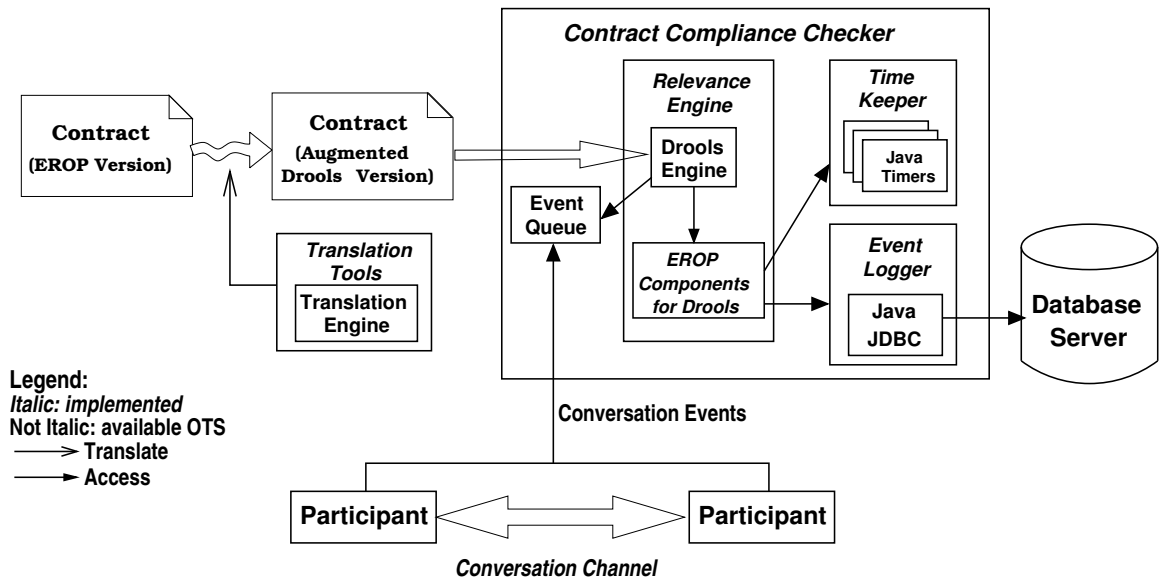 Contract Compliance Checker
Contract
(EROP Version)
Contract
(Augmented
Drools Version)
Relevance
Engine
Drools
Engine
Time
Keeper
Java
Timers
Event
Queue
EROP
Components
for Drools
Event
Logger
Java
JDBC
Database
Server
Translation
Tools
Translation
Engine
Legend:
Italic: implemented
Not Italic: available OTS
Translate
Access
Conversation Events
Participant
Participant
Conversation Channel